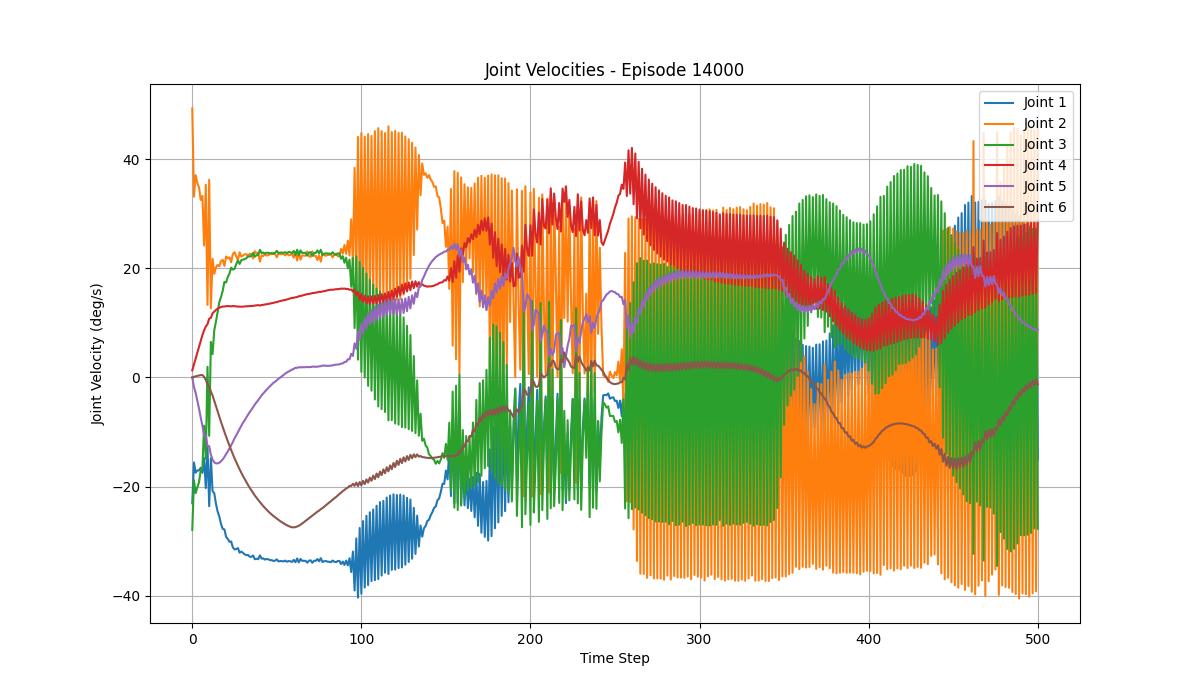 Joint Velocities - Episode 14000
Joint Velocity (deg/s)
40
20
0
−20
−40
0
100
200
300
400
500
Time Step
Joint 1
Joint 2
Joint 3
Joint 4
Joint 5
Joint 6